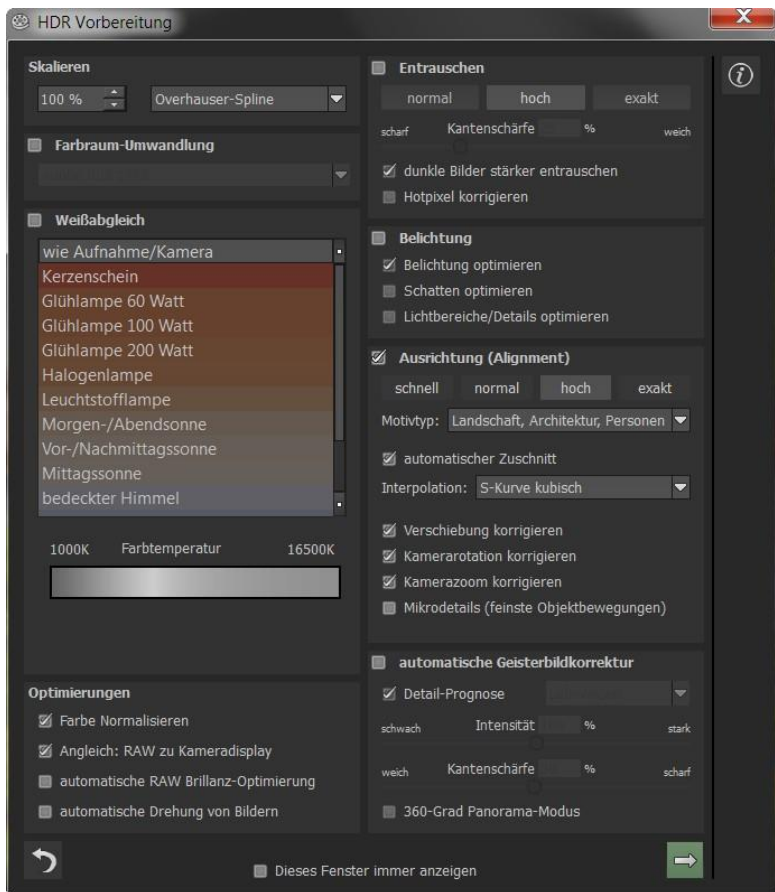 HDR Vorbereitung
Skalieren
100 %
Overhauser-Spline
Farbraum-Umwandlung
Weißabgleich
wie Aufnahme/Kamera
Kerzenschein
Glühlampe 60 Watt
Glühlampe 100 Watt
Glühlampe 200 Watt
Halogenlampe
Leuchtstofflampe
Morgen-/Abendsonne
Vor-/Nachmittagssonne
Mittagssonne
bedeckter Himmel
1000K Farbtemperatur 16500K
Optimierungen
Farbe Normalisieren
Angleich: RAW zu Kameradisplay
automatische RAW Brillanz-Optimierung
automatische Drehung von Bildern
Entrauschen
normal hoch exakt
scharf Kantenschärfe % weich
dunkle Bilder stärker entrauschen
Hotpixel korrigieren
Belichtung
Belichtung optimieren
Schatten optimieren
Lichtbereiche/Details optimieren
Ausrichtung (Alignment)
schnell normal hoch exakt
Motivtyp: Landschaft, Architektur, Personen
automatischer Zuschnitt
Interpolation: S-Kurve kubisch
Verschiebung korrigieren
Kamerarotation korrigieren
Kamerazoom korrigieren
Mikrodetails (feinste Objektbewegungen)
automatische Geisterbildkorrektur
Detail-Prognose
schwach Intensität % stark
weich Kantenschärfe % scharf
360-Grad Panorama-Modus
Dieses Fenster immer anzeigen